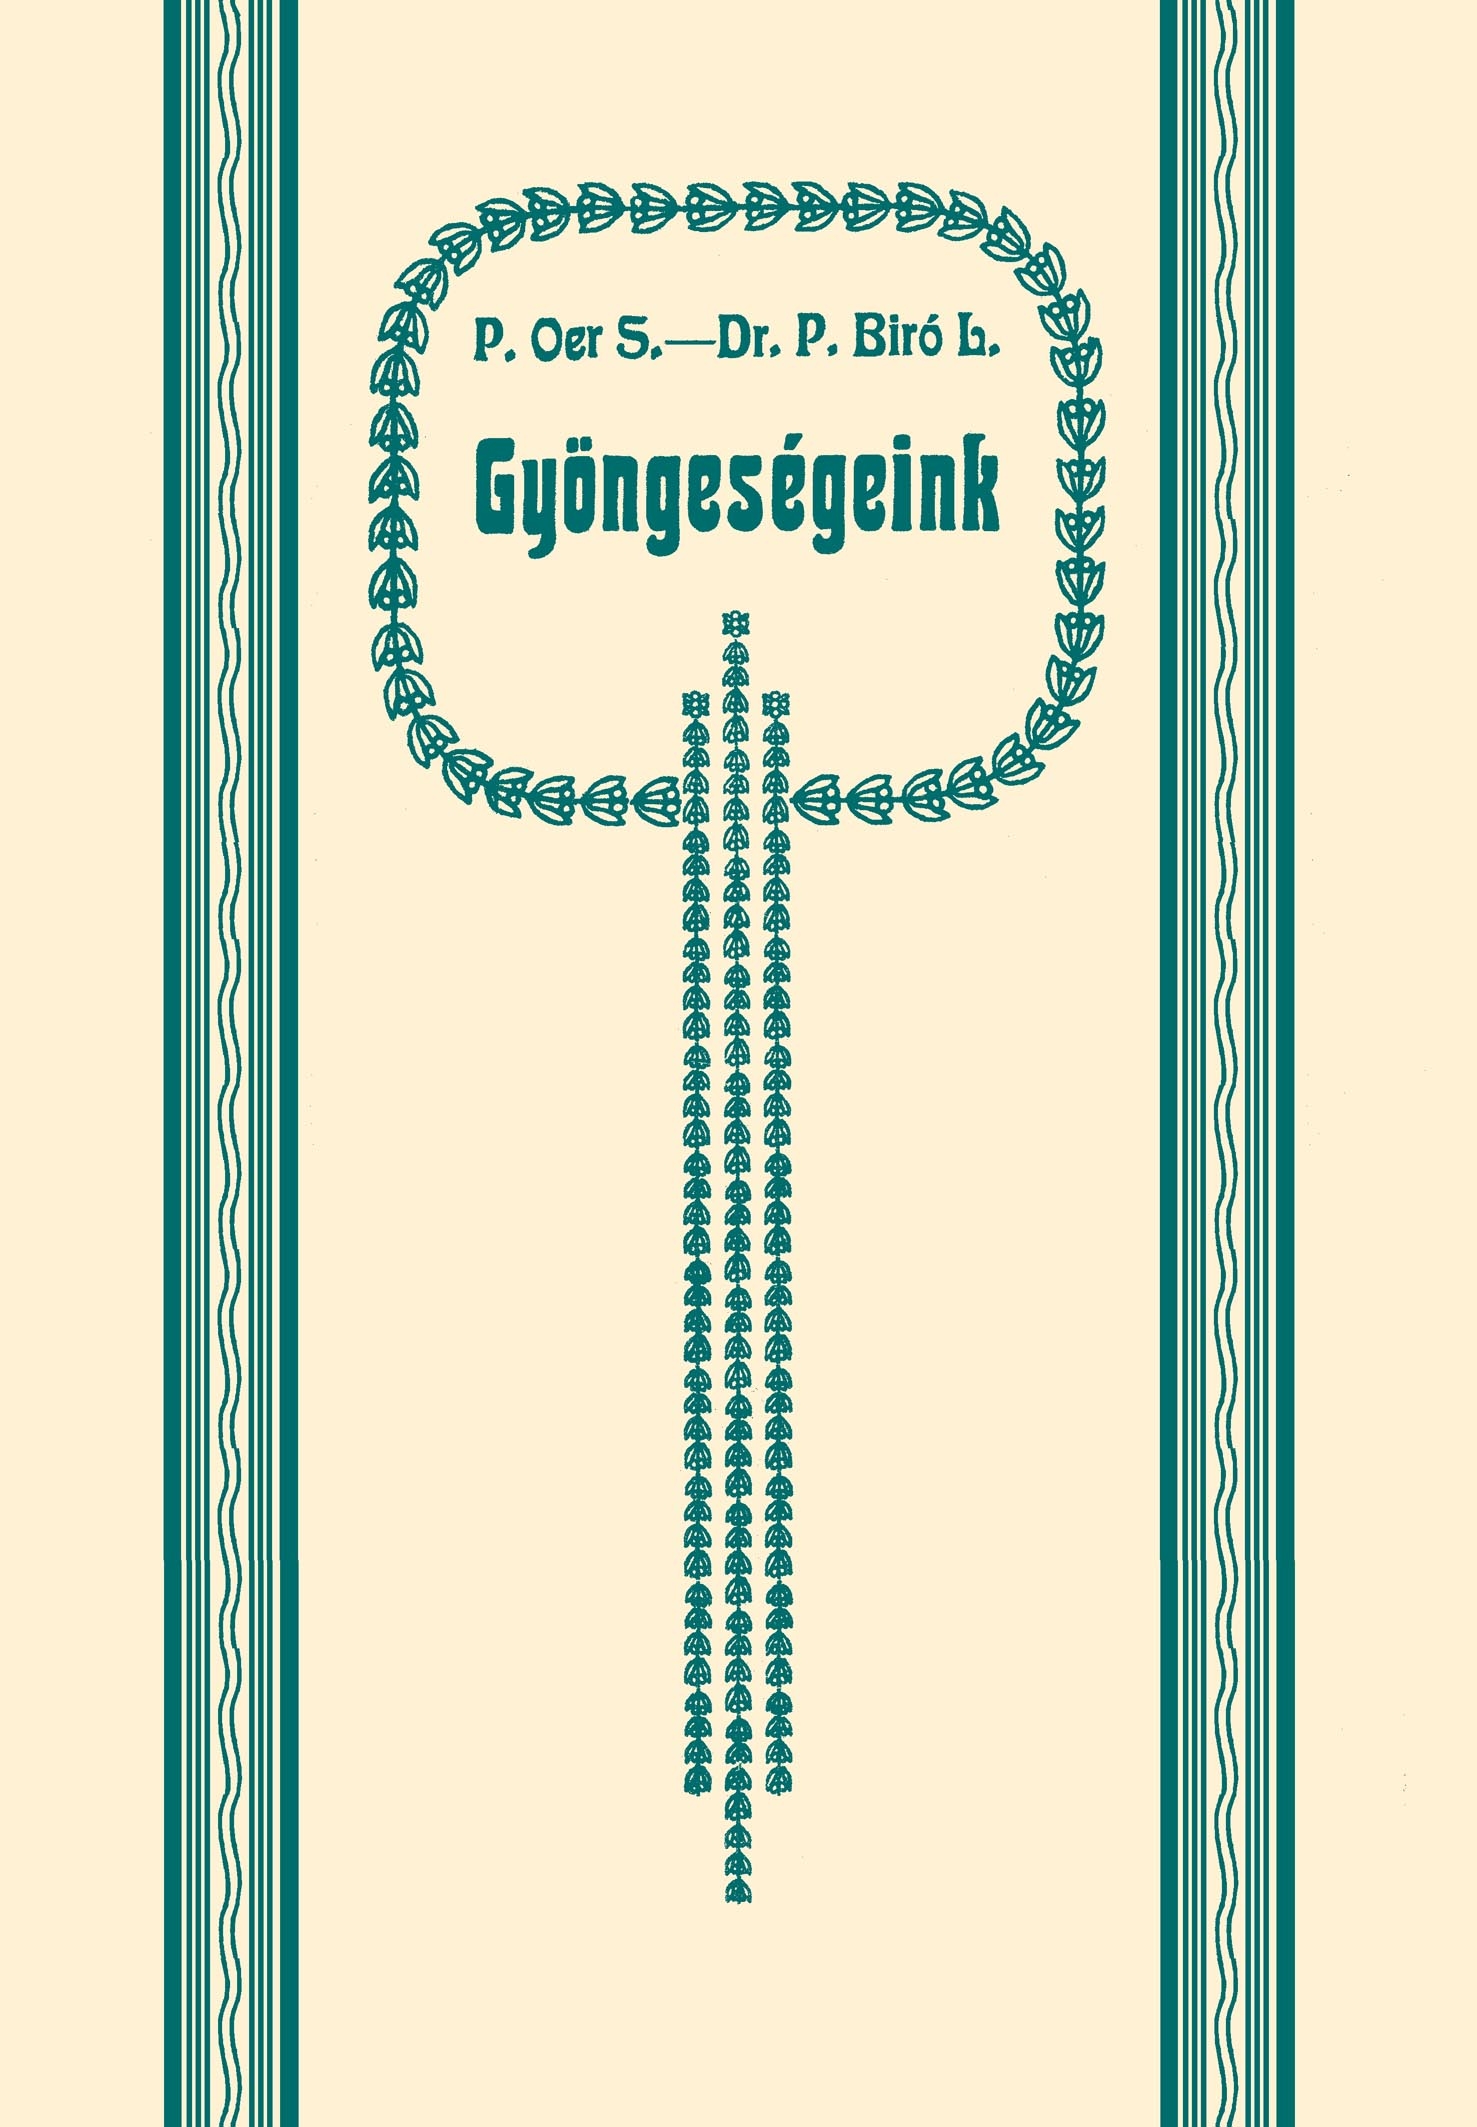 P. Oer S.—Dr. P. Biró L.
Gyöngeségeink